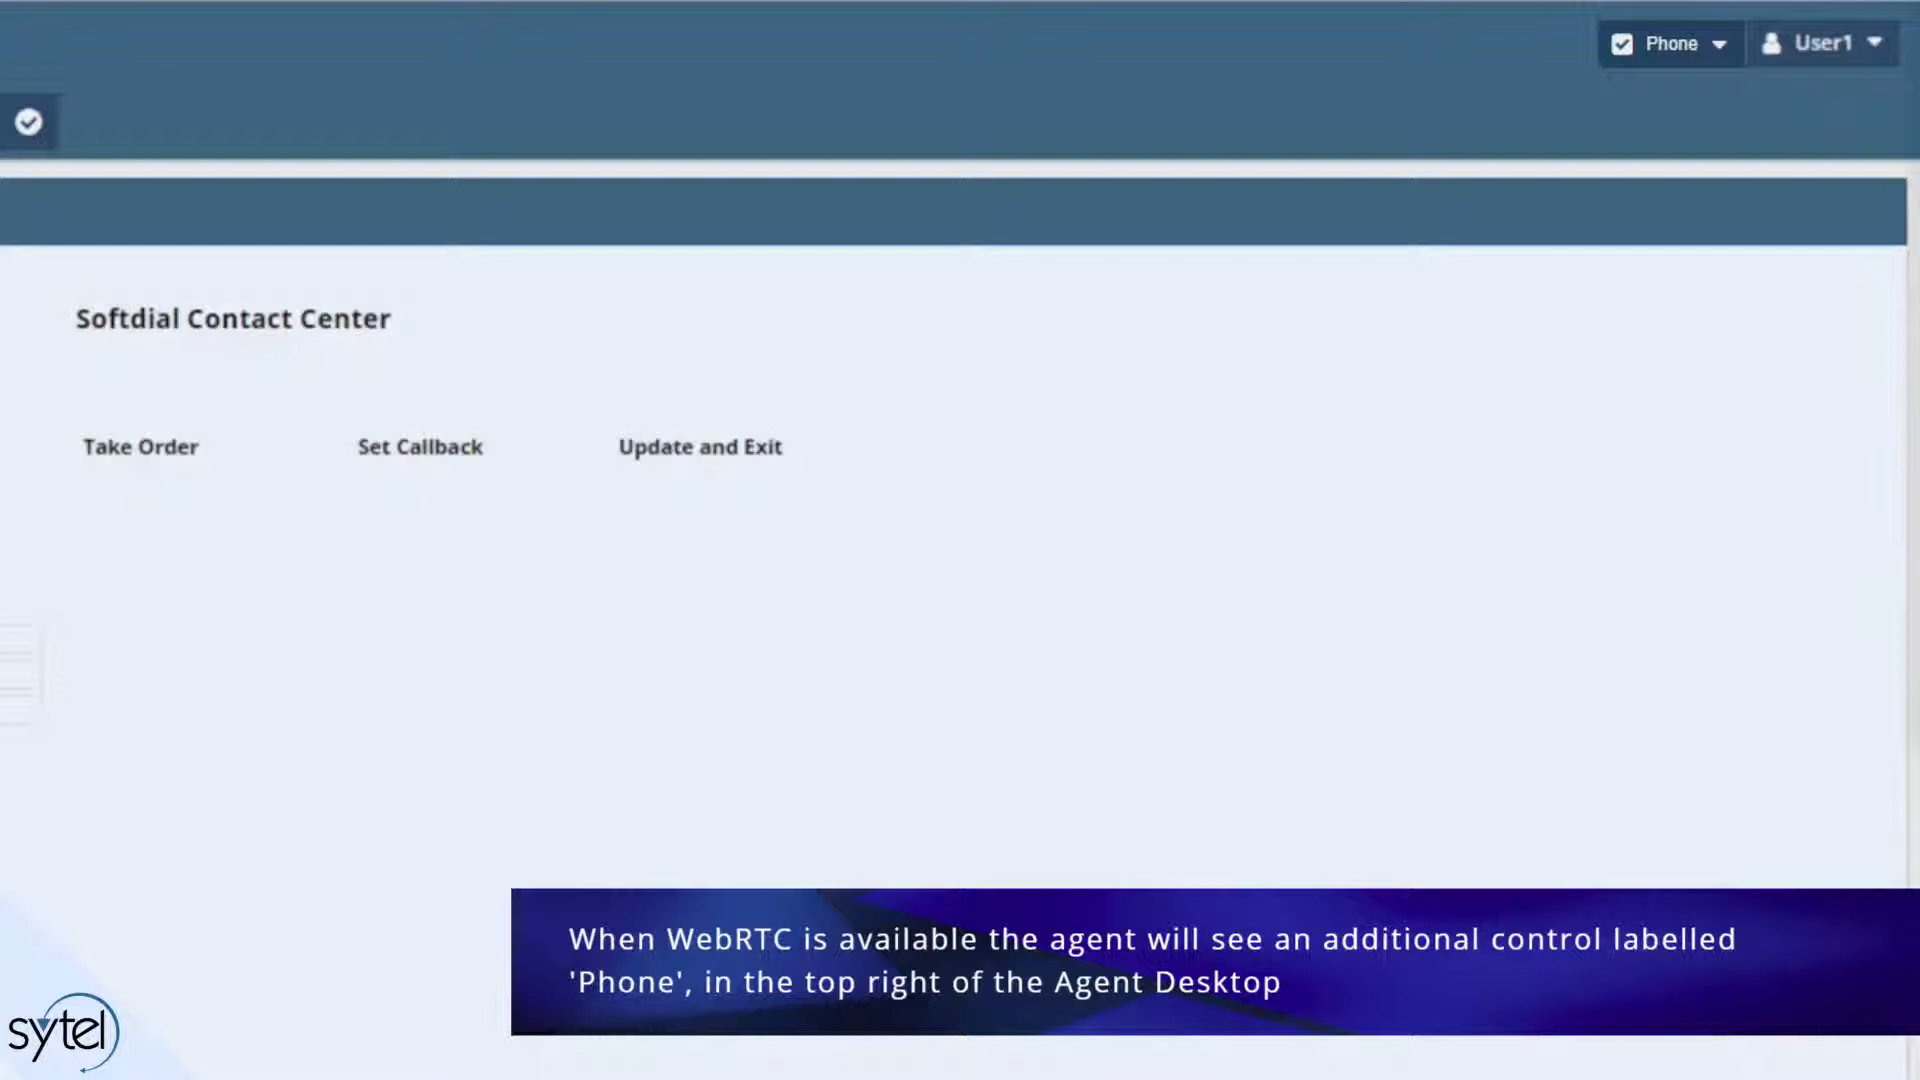 Phone
User1
Softdial Contact Center
Take Order Set Callback Update and Exit
When WebRTC is available the agent will see an additional control labelled
'Phone', in the top right of the Agent Desktop
sytel